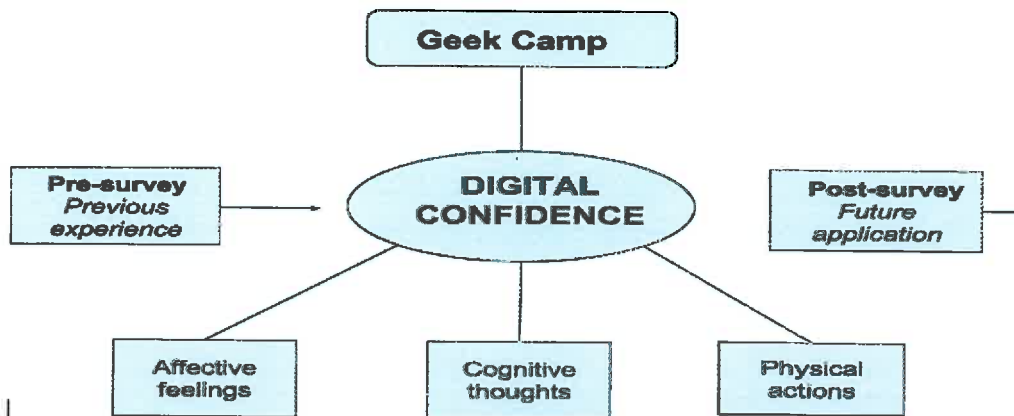 Geek Camp
Pre-survey
Previous
experience
DIGITAL
CONFIDENCE
Post-survey
Future
application
Affective
feelings
Cognitive
thoughts
Physical
actions